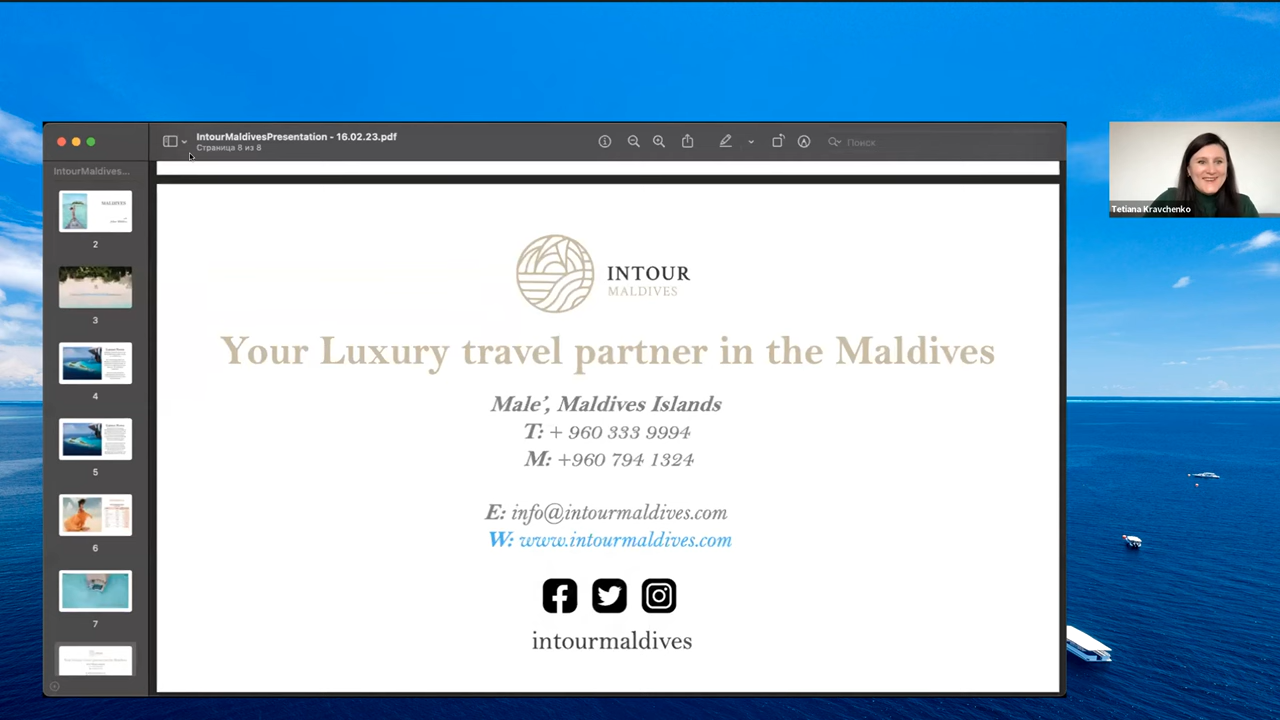 IntourMaldivesPresentation - 16.02.23.pdf
Страница 8 из 8
Поиск
IntourMaldives...
MALDIVES
2
3
4
5
6
7
INTOUR
MALDIVES
Your Luxury travel partner in the Maldives
Male’, Maldives Islands
T: + 960 333 9994
M: +960 794 1324
E: info@intourmaldives.com
W: www.intourmaldives.com
intourmaldives
Tetiana Kravchenko